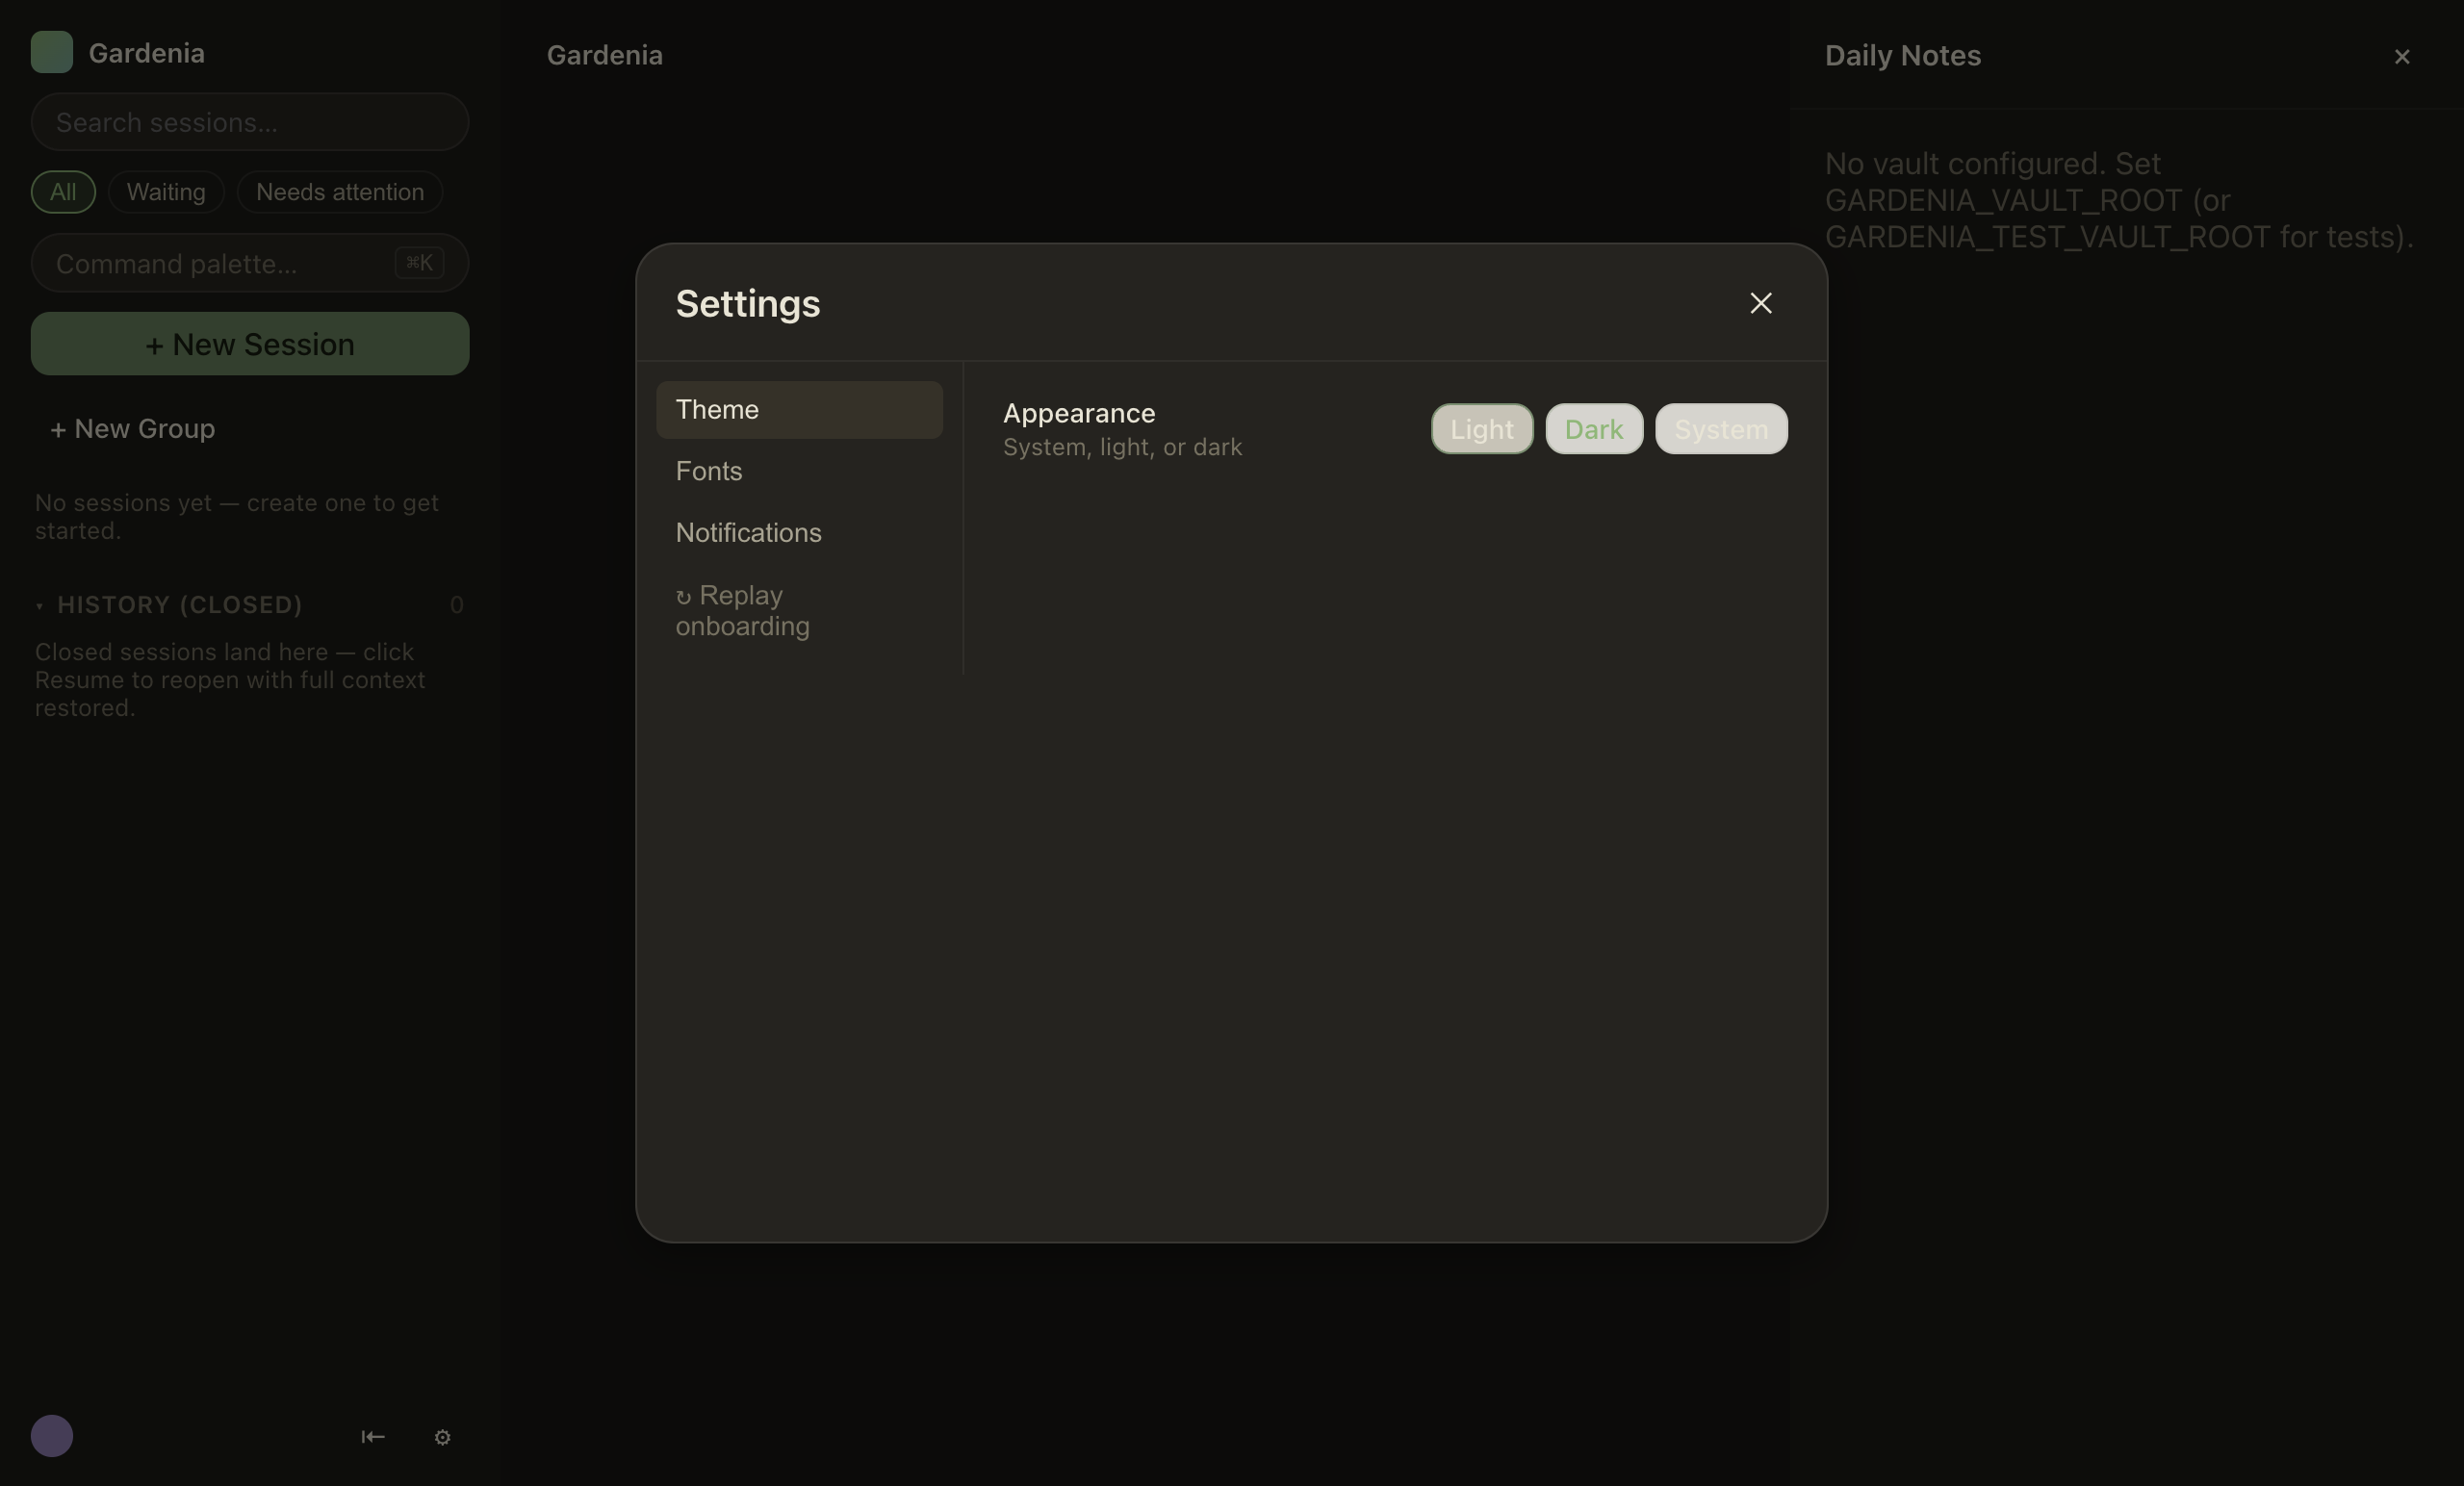 Gardenia
Search sessions...
All
Waiting
Needs attention
Command palette...
⌘K
+ New Session
+ New Group
No sessions yet — create one to get
started.
▾ HISTORY (CLOSED) 0
Closed sessions land here — click
Resume to reopen with full context
restored.
Gardenia
Settings
Theme
Fonts
Notifications
↻ Replay
onboarding
Appearance
System, light, or dark
Light
Dark
System
Daily Notes
No vault configured. Set
GARDENIA_VAULT_ROOT (or
GARDENIA_TEST_VAULT_ROOT for tests).